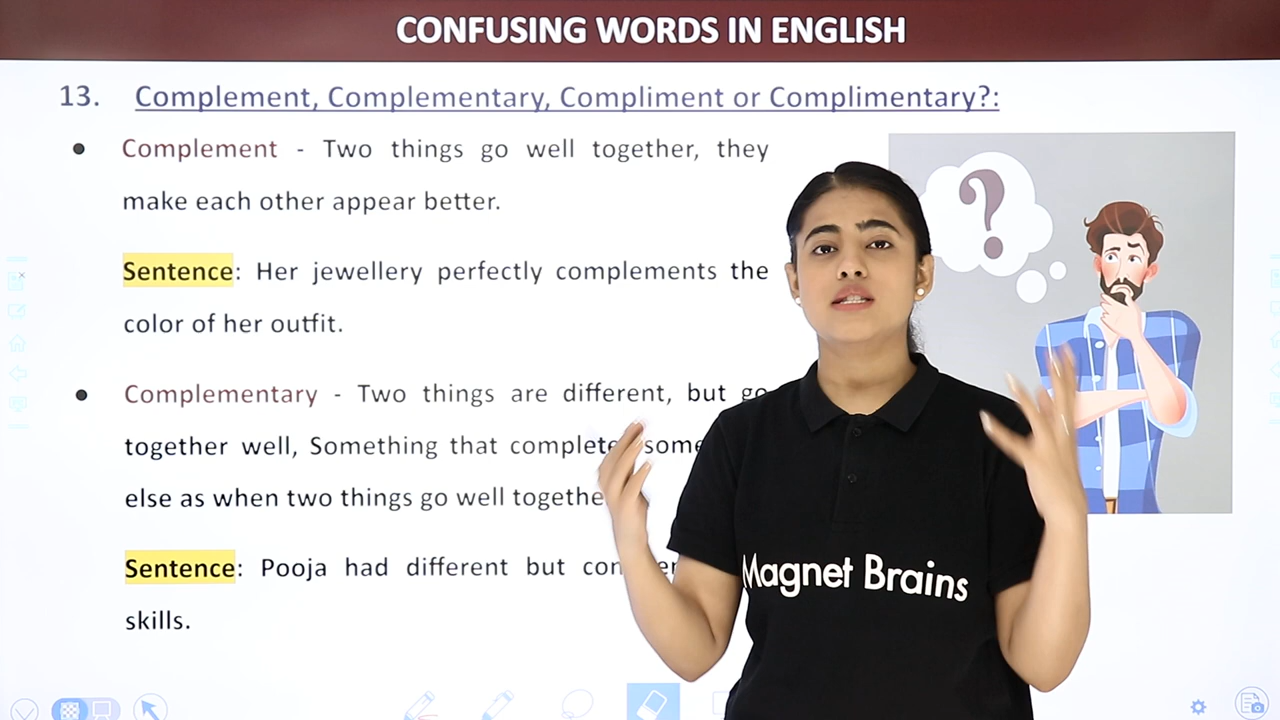 CONFUSING WORDS IN ENGLISH
13. Complement, Complementary, Compliment or Complimentary?:
• Complement - Two things go well together, they
make each other appear better.
Sentence: Her jewellery perfectly complements the
color of her outfit.
• Complementary - Two things are different, but go
together well, Something that
else as when two things go well
Sentence: Pooja had different but
skills.
?
Magnet Brains